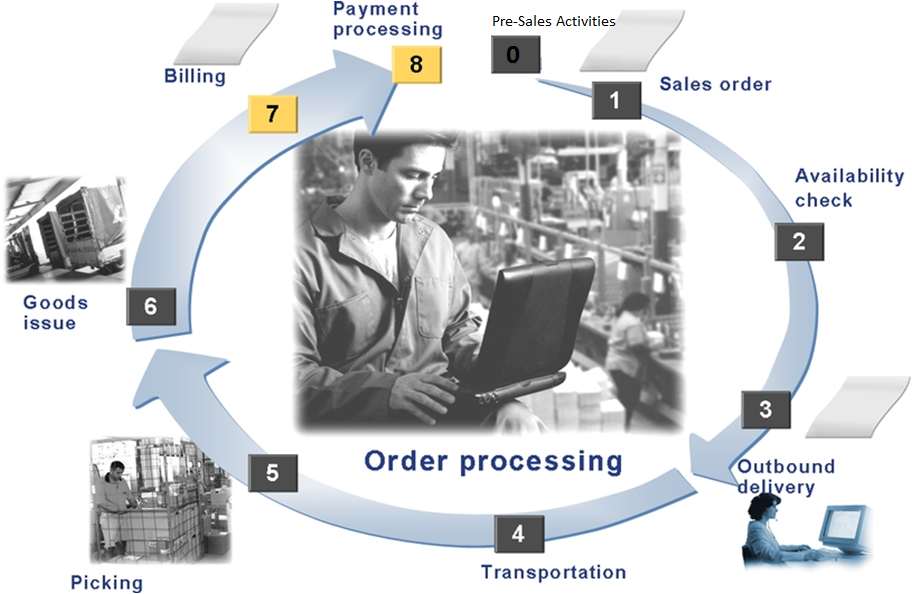 Pre-Sales Activities
0
1
Sales order
Availability
check
2
3
Outbound
delivery
4
Transportation
5
Picking
6
Goods
issue
7
Billing
8
Payment
processing
Order processing